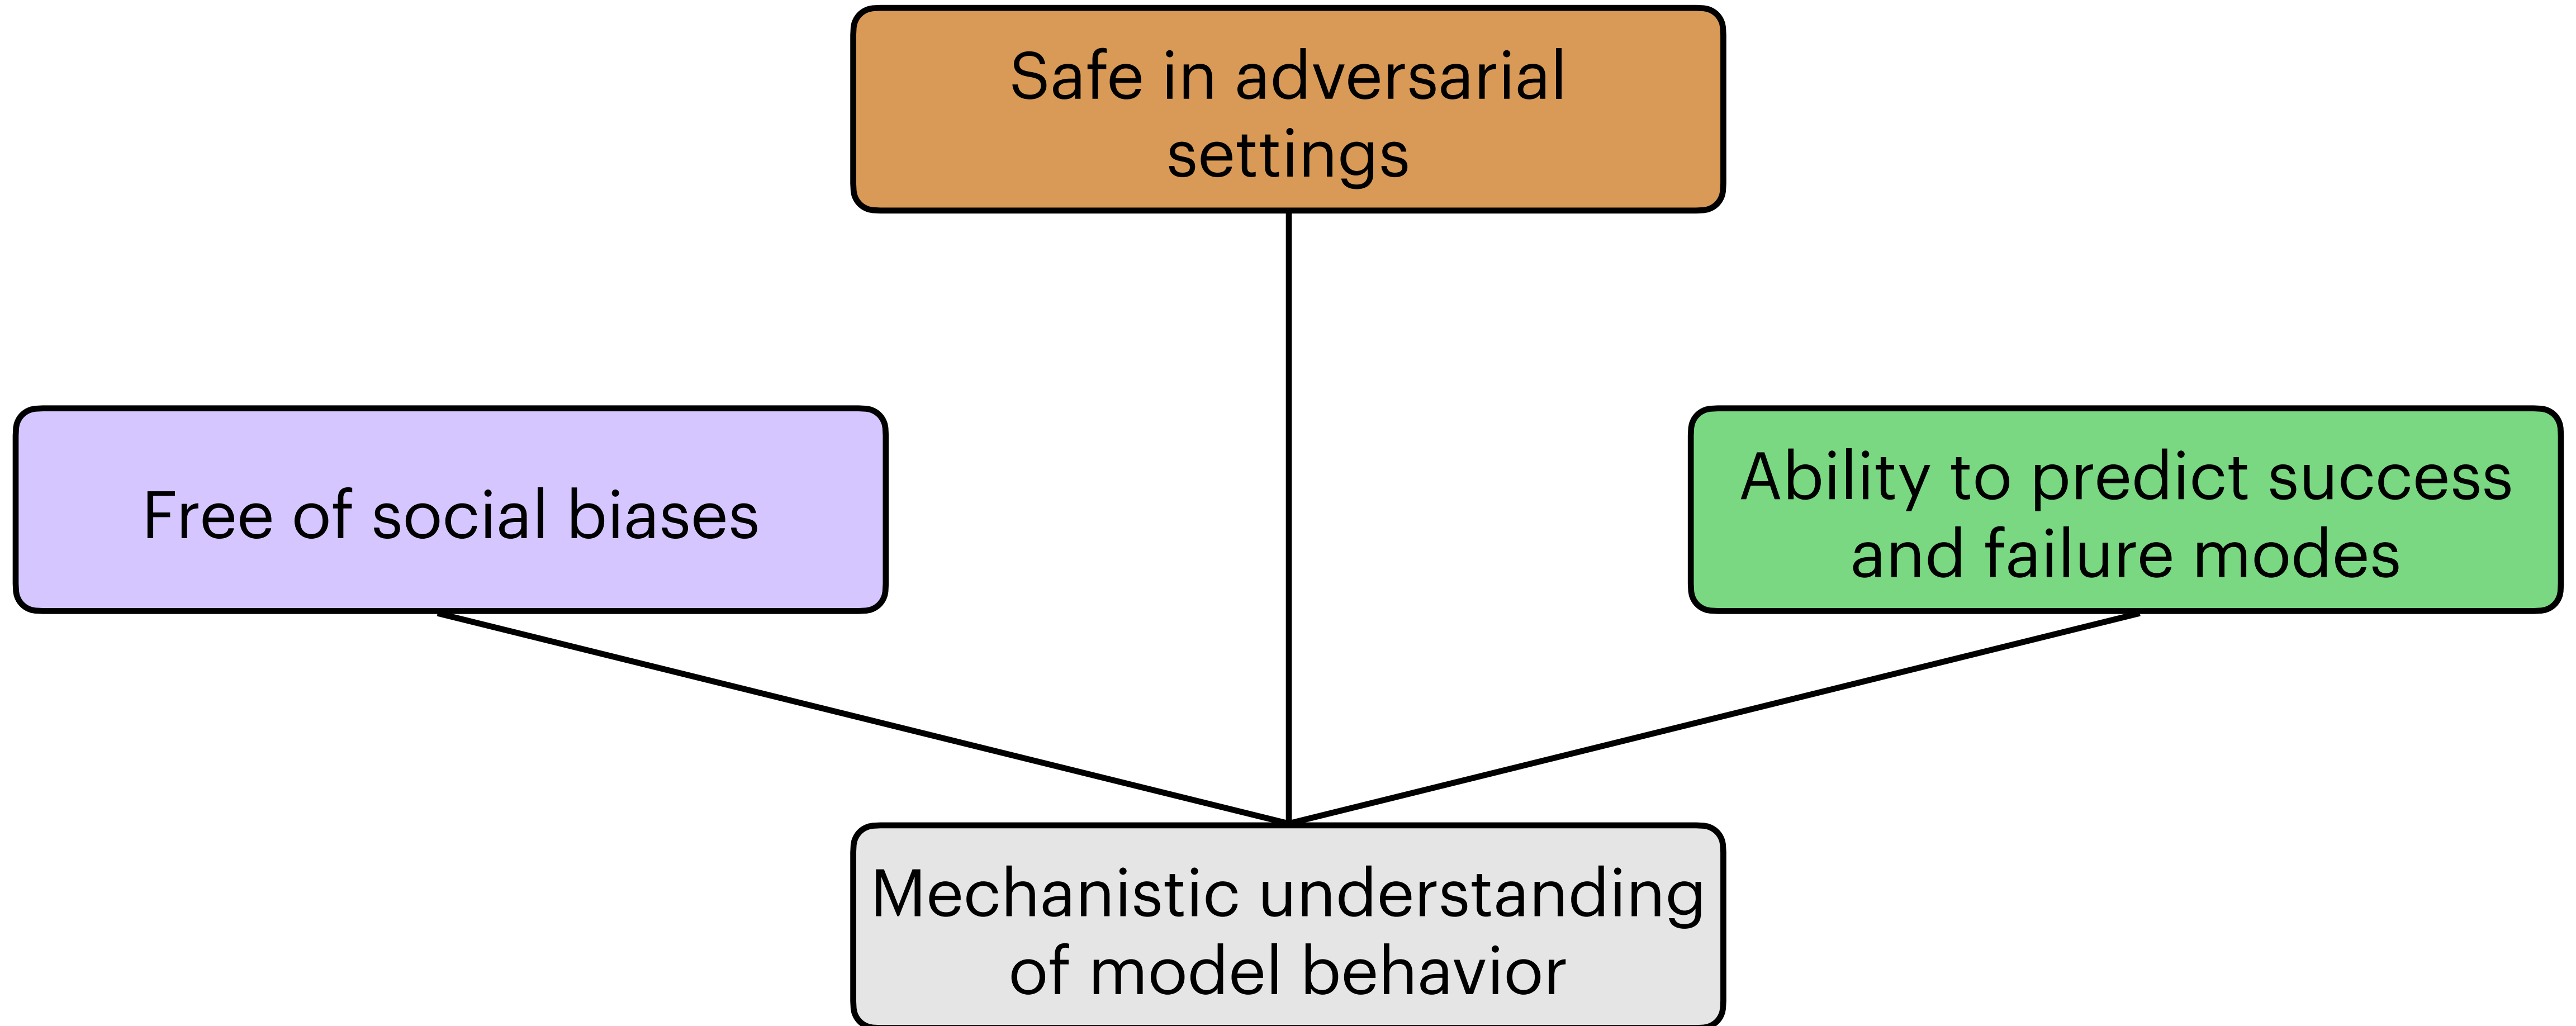 Safe in adversarial
settings
Free of social biases
Ability to predict success
and failure modes
Mechanistic understanding
of model behavior